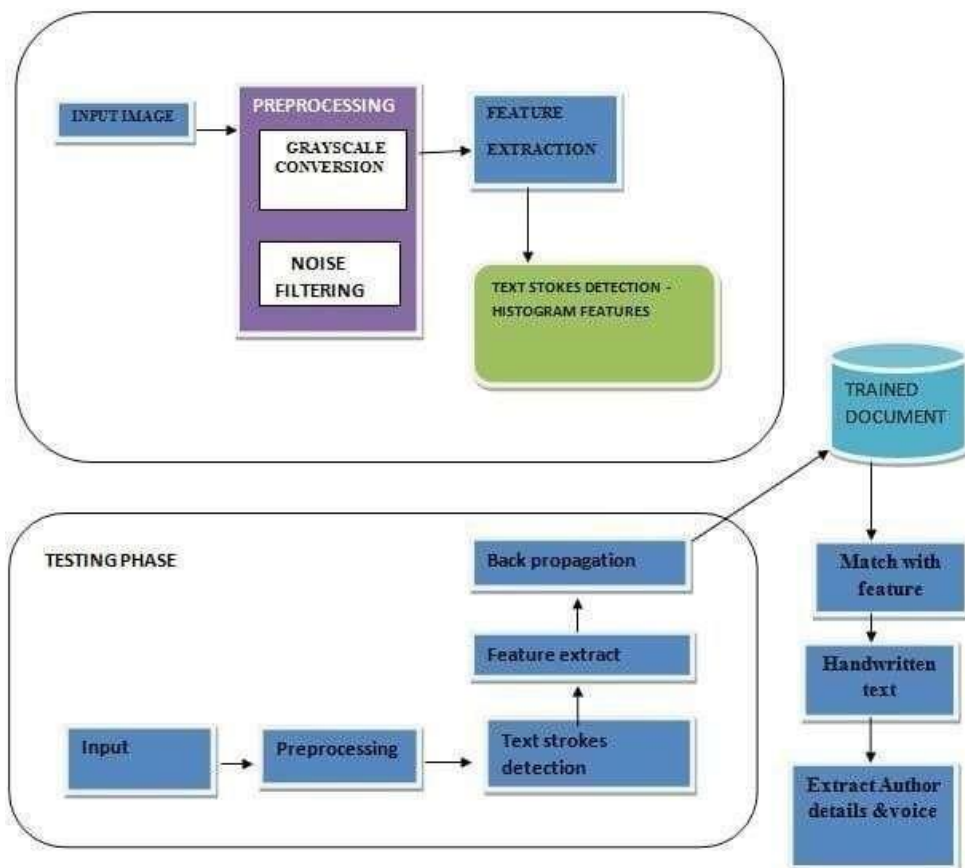 INPUT IMAGE
PREPROCESSING
GRAYSCALE
CONVERSION
NOISE
FILTERING
FEATURE
EXTRACTION
TEXT STOKES DETECTION -
HISTOGRAM FEATURES
TRAINED
DOCUMENT
TESTING PHASE
Input
Preprocessing
Text strokes
detection
Feature extract
Back propagation
Match with
feature
Handwritten
text
Extract Author
details &voice